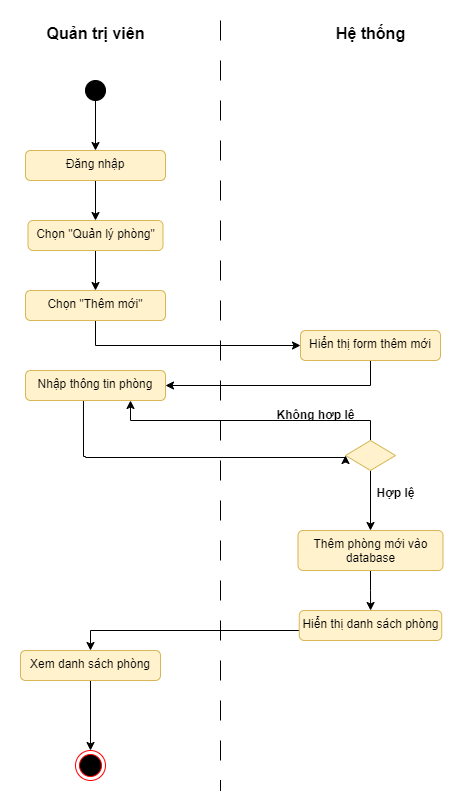 Quản trị viên
Hệ thống
Đăng nhập
Chọn "Quản lý phòng"
Chọn "Thêm mới"
Hiển thị form thêm mới
Nhập thông tin phòng
Không hợp lê
Hợp lê
Thêm phòng mới vào
database
Hiển thị danh sách phòng
Xem danh sách phòng